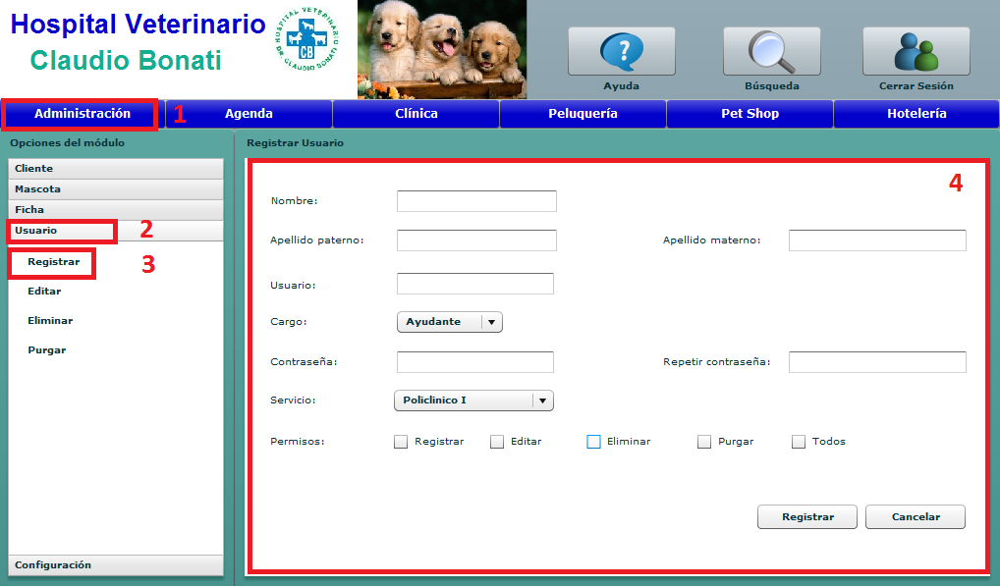 Hospital Veterinario
Claudio Bonati
HOSPITAL VETERINARIO
DR. CLAUDIO BONATI
CB
?
Ayuda
Búsqueda
Cerrar Sesión
Administración
1
Agenda
Clínica
Peluquería
Pet Shop
Hotelería
Opciones del módulo
Cliente
Mascota
Ficha
Usuario
2
Registrar
3
Editar
Eliminar
Purgar
Configuración
Registrar Usuario
4
Nombre:
Apellido paterno:
Apellido materno:
Usuario:
Cargo:
Ayudante
Contraseña:
Repetir contraseña:
Servicio:
Policlinico I
Permisos:
Registrar
Editar
Eliminar
Purgar
Todos
Registrar
Cancelar